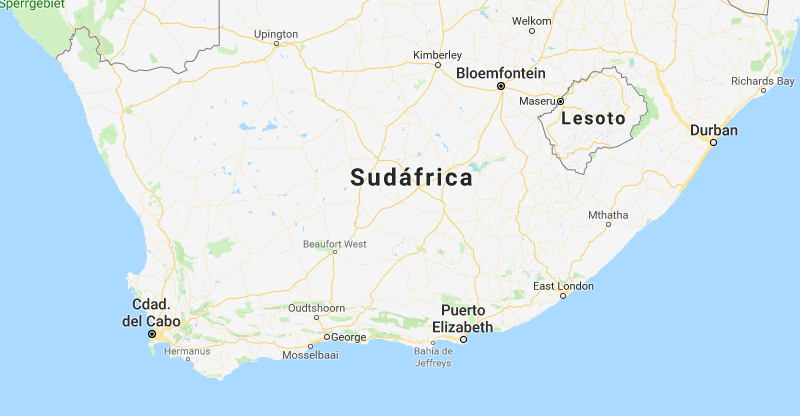 Sperrgebiet
Welkom
Upington
Kimberley
Bloemfontein
Richards Bay
Maseru
Lesoto
Durban
Sudáfrica
Mthatha
Beaufort West
East London
Cdad.
del Cabo
Oudtshoorn
Puerto
Elizabeth
George
Hermanus
Mosselbaai
Bahía de
Jeffreys